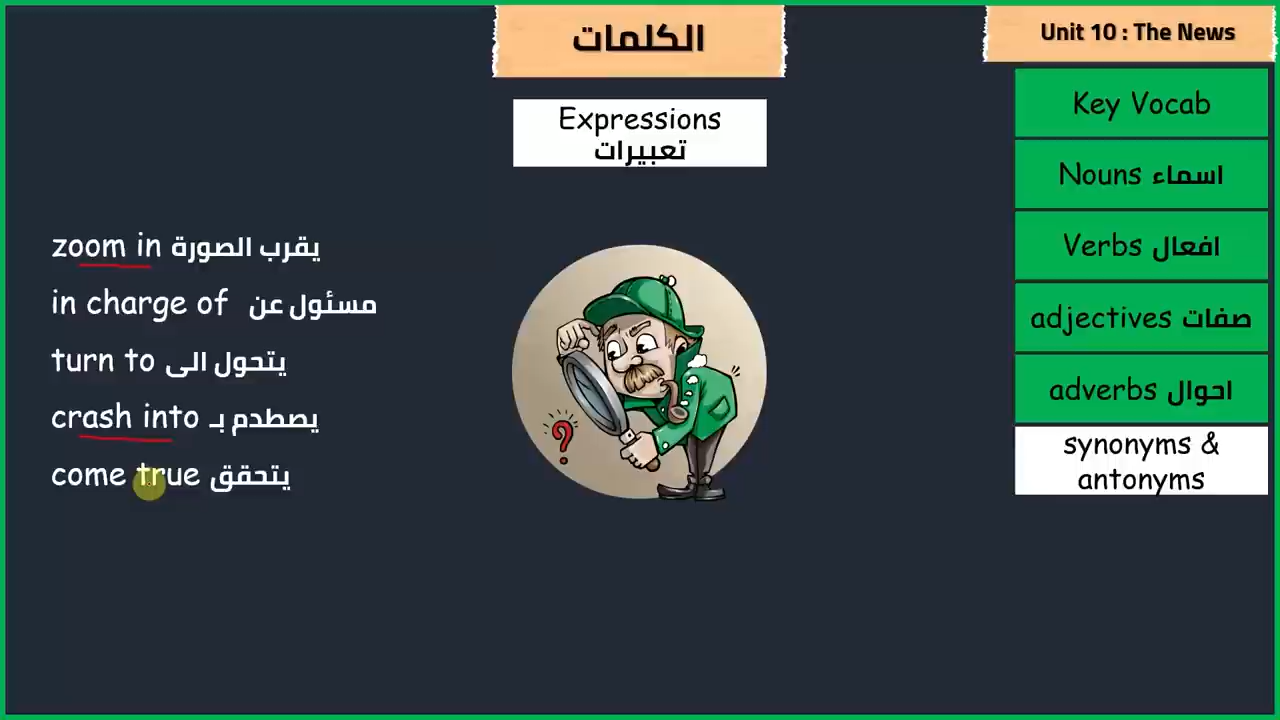 الكلمات
Unit 10 : The News
Expressions
تعبيرات
zoom in يقرب الصورة
in charge of مسئول عن
turn to يتحول الى
crash into يصطدم بـ
come true يتحقق
?
Key Vocab
Nouns اسماء
Verbs افعال
adjectives صفات
adverbs احوال
synonyms &
antonyms